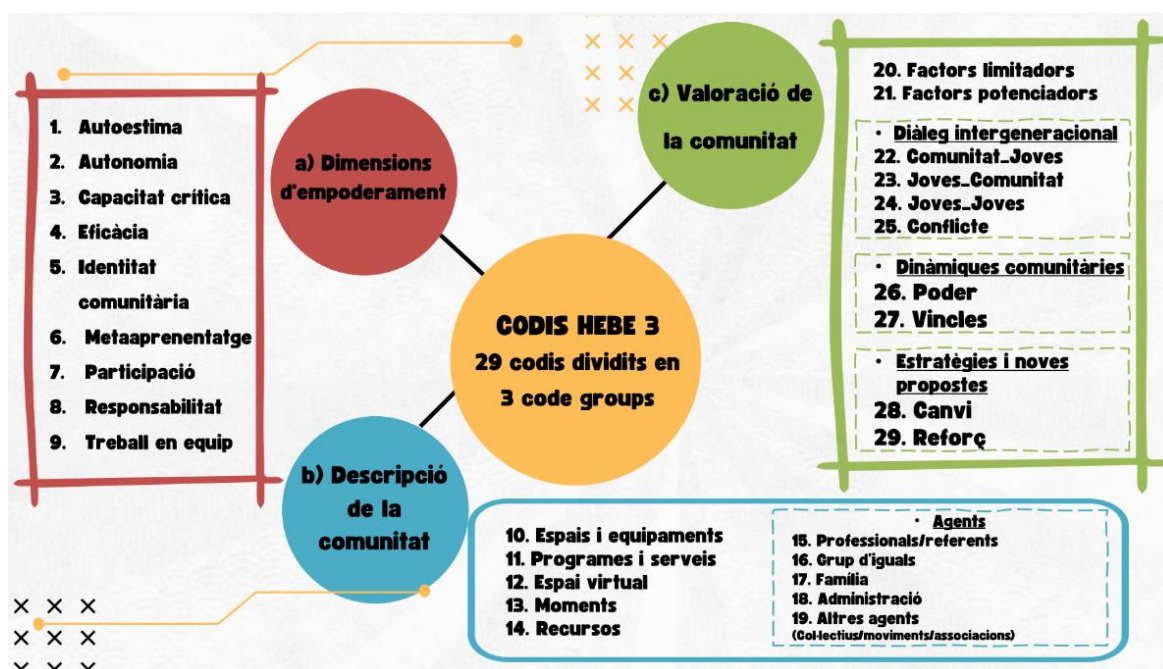 1. Autoestima
2. Autonomia
3. Capacitat crítica
4. Eficàcia
5. Identitat
comunitària
6. Metaaprenentatge
7. Participació
8. Responsabilitat
9. Treball en equip
a) Dimensions
d'empoderament
CODIS HEBE 3
29 codis dividits en
3 code groups
b) Descripció
de la
comunitat
10. Espais i equipaments
11. Programes i serveis
12. Espai virtual
13. Moments
14. Recursos
• Agents
15. Professionals/referents
16. Grup d'iguals
17. Família
18. Administració
19. Altres agents
(Col·lectius/moviments/associacions)
c) Valoració de
la comunitat
20. Factors limitadors
21. Factors potenciadors
• Diàleg intergeneracional
22. Comunitat_Joves
23. Joves_Comunitat
24. Joves_Joves
25. Conflicte
• Dinàmiques comunitàries
26. Poder
27. Vincles
• Estratègies i noves
propostes
28. Canvi
29. Reforç